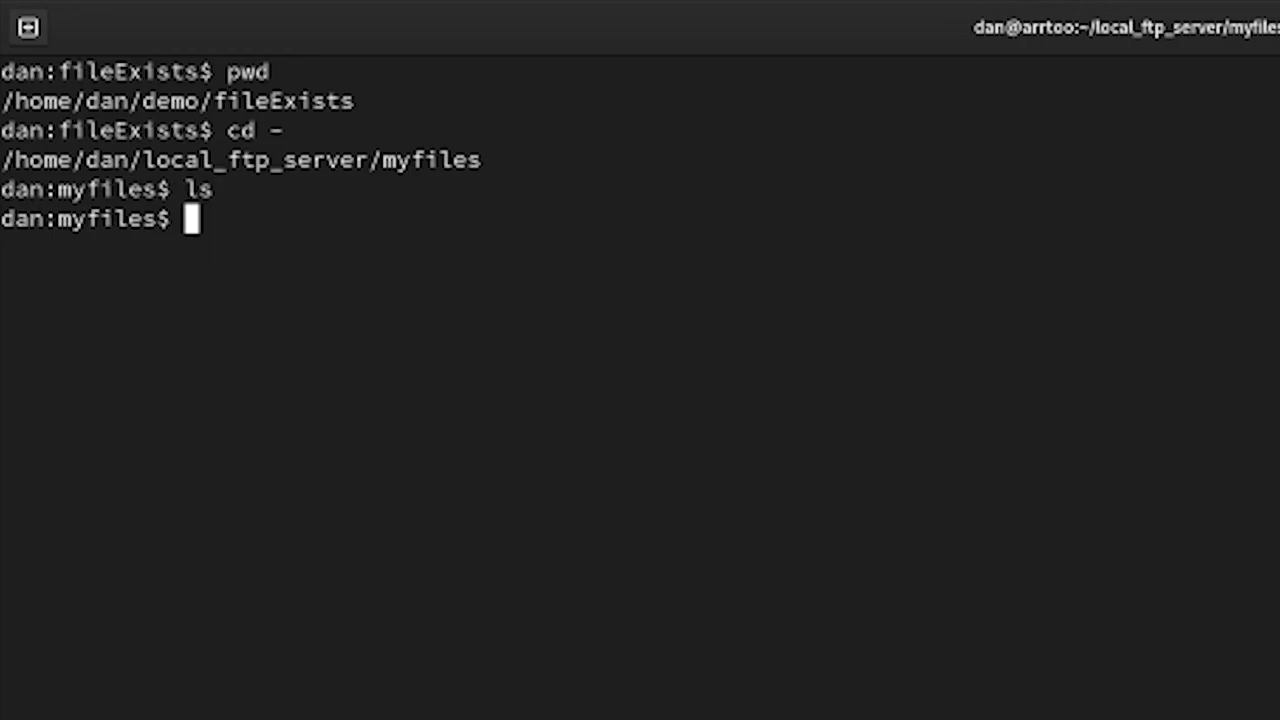 dan@arrtoo:~/local_ftp_server/myfiles
dan:fileExists$ pwd
/home/dan/demo/fileExists
dan:fileExists$ cd -
/home/dan/local_ftp_server/myfiles
dan:myfiles$ ls
dan:myfiles$